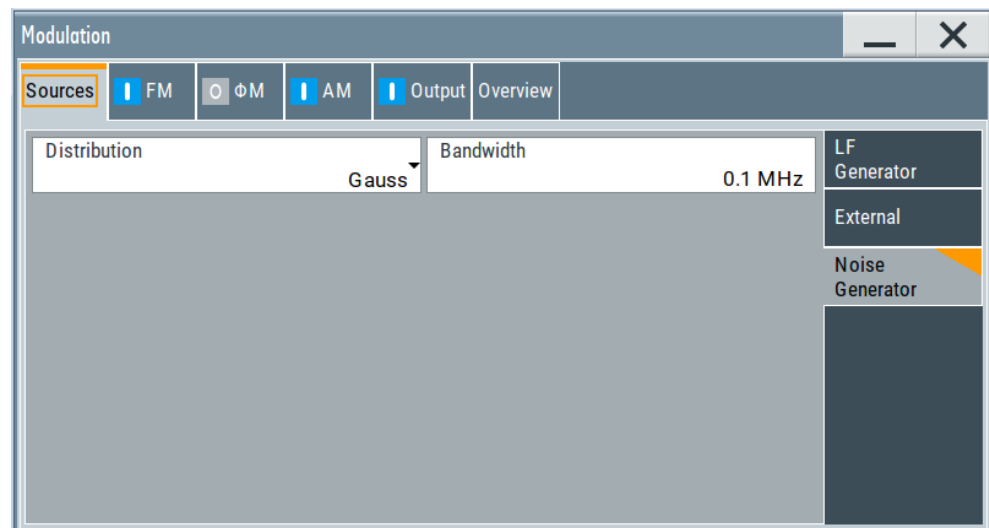 Modulation
Sources I FM O ΦM I AM I Output Overview
Distribution
Gauss
Bandwidth
0.1 MHz
LF
Generator
External
Noise
Generator